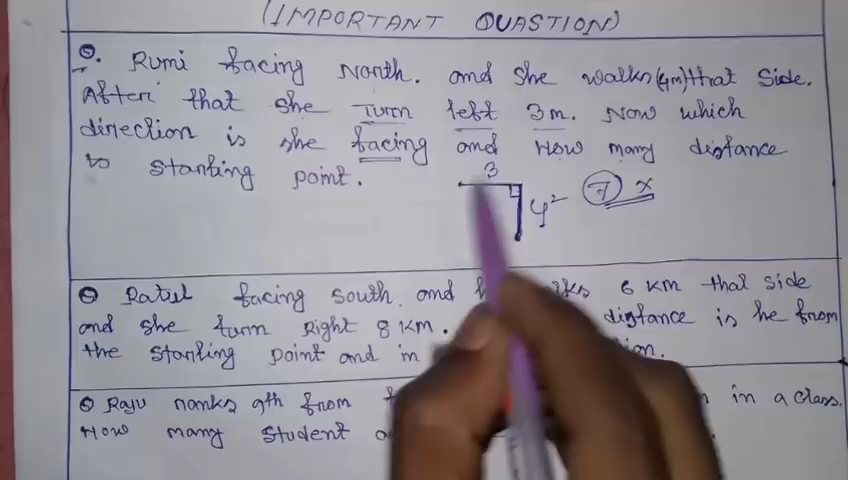 (IMPORTANT QUASTION)
Q. Rumi facing North. and she walks (4m) that Side.
After that she Turn left 3m. Now which
direction is she facing and How many distance
to starting point.
3
4²
7 ×
Q Ratul facing south. and 6 KM that side
and she turn Right 8 KM. distance is he from
the starting point and in
Q Raju ranks 9th from in a class.
How many student